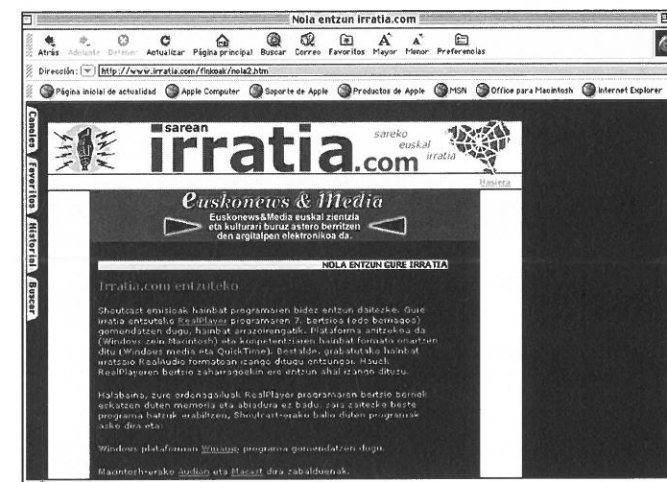 Nola entzun irratia.com
Atrás Adelante Detener Actualizar Página principal Buscar Correo Favoritos Mayor Menor Preferencias
Dirección: http://www.irratia.com/finkoak/nola2.htm
Página inicial de actualidad Apple Computer Soporte de Apple Productos de Apple MSN Office para Macintosh Internet Explorer
Canales
Favoritos
Historial
Buscar
sarean
irratia.com
sareko
euskal
irratia
Hasiera
Euskonews & Media
Euskonews&Media euskal zientzia
eta kulturari buruz astero berritzen
den argitalpen elektronikoa da.
NOLA ENTZUN GURE IRRATIA
Irratia.com entzuteko
Shoutcast emisioak hainbat programaren bidez entzun daitezke. Gure
irratia entzuteko RealPlayer programaren 7. bertsioa (edo berriagoa)
gomendatzen dugu, hainbat arrazoirengatik. Plataforma anitzekoa da
(Windows zein Macintosh) eta konpetentziaren hainbat formato onartzen
ditu (Windows media eta QuickTime). Bestalde, grabatutako hainbat
saio RealAudio formatoan izango ditugu entzungai. Hauek
RealPlayeren bertsio zaharragoekin ere entzun ahal izango dituzu.
Halabaina, zure ordenagailuak RealPlayer programaren bertsio berriek
eskatzen duten memoria eta abiadura ez badu, saia zaitezke beste
programa batzuk erabiltzen, Shoutcast-erako balio duten programak
asko dira eta:
Windows plataforman Winamp programa gomendatzen dugu.
Macintosh-erako Audion eta Macast dira zabalduenak.